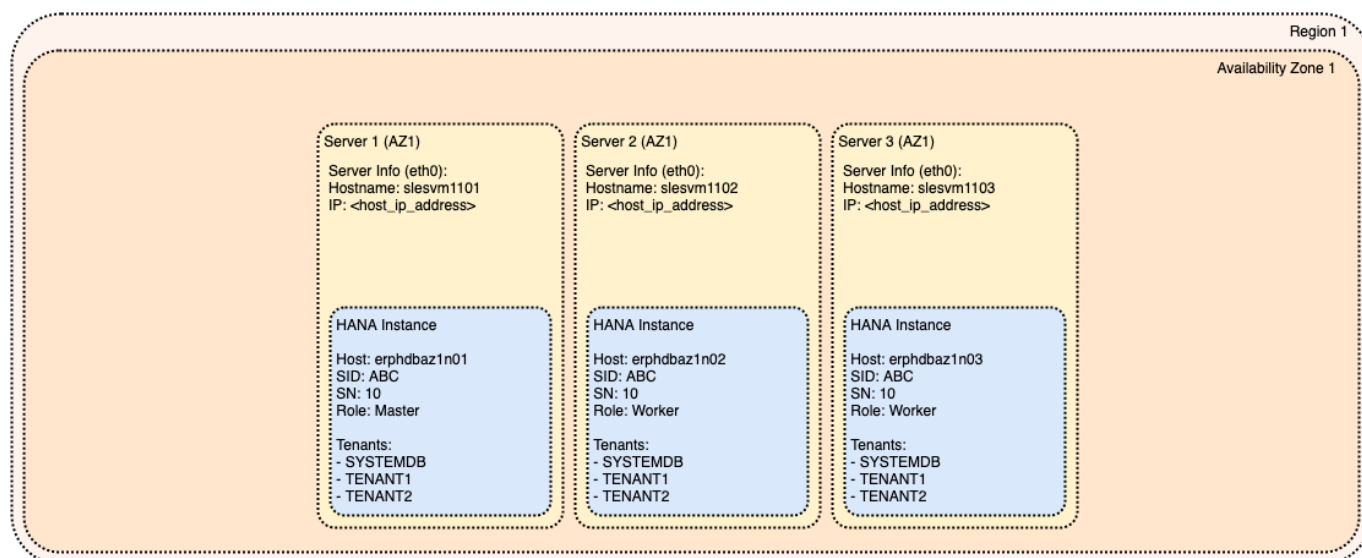 Region 1
Availability Zone 1
Server 1 (AZ1)
Server Info (eth0):
Hostname: slesvm1101
IP: <host_ip_address>
HANA Instance
Host: erphdbaz1n01
SID: ABC
SN: 10
Role: Master
Tenants:
- SYSTEMDB
- TENANT1
- TENANT2
Server 2 (AZ1)
Server Info (eth0):
Hostname: slesvm1102
IP: <host_ip_address>
HANA Instance
Host: erphdbaz1n02
SID: ABC
SN: 10
Role: Worker
Tenants:
- SYSTEMDB
- TENANT1
- TENANT2
Server 3 (AZ1)
Server Info (eth0):
Hostname: slesvm1103
IP: <host_ip_address>
HANA Instance
Host: erphdbaz1n03
SID: ABC
SN: 10
Role: Worker
Tenants:
- SYSTEMDB
- TENANT1
- TENANT2